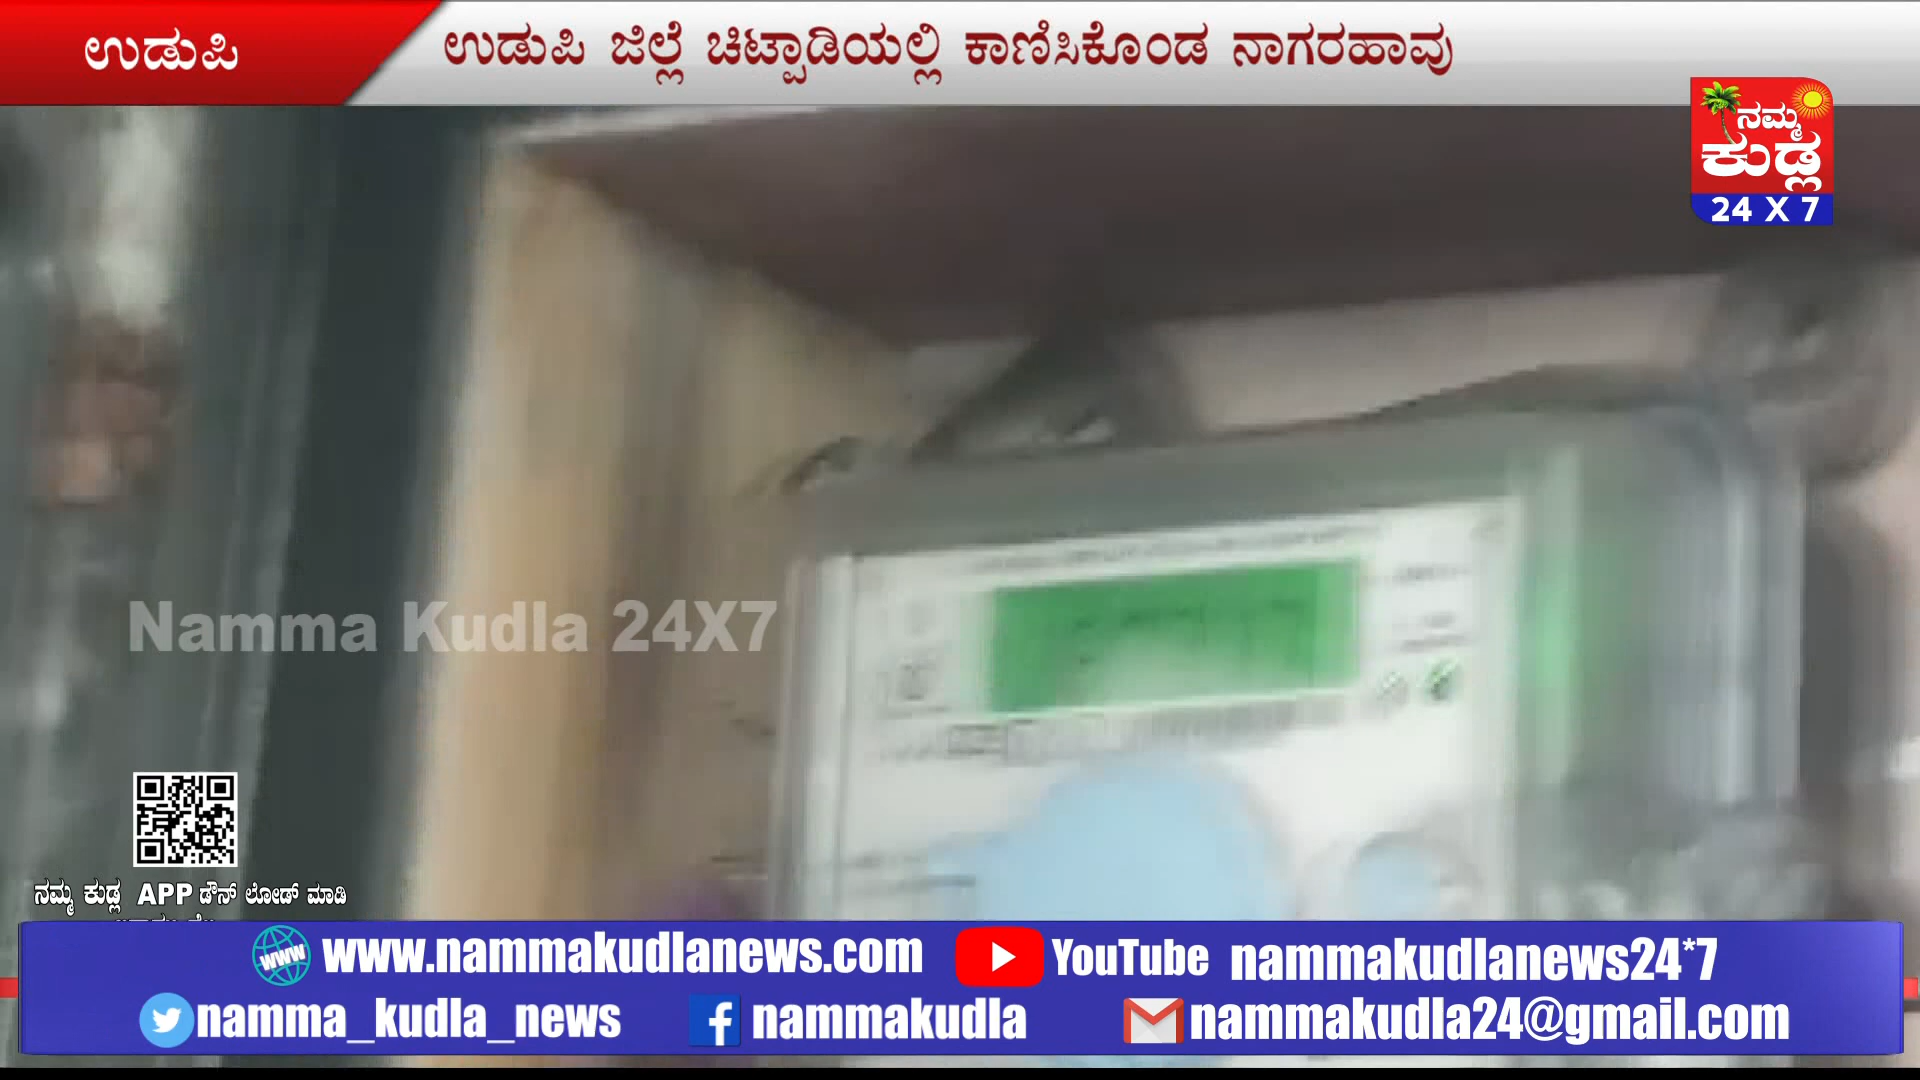 ಉಡುಪಿ
ಉಡುಪಿ ಜಿಲ್ಲೆ ಚಿಟ್ಪಾಡಿಯಲ್ಲಿ ಕಾಣಿಸಿಕೊಂಡ ನಾಗರಹಾವು
ನಮ್ಮ
ಕುಡ್ಲ
24 X 7
Namma Kudla 24X7
ನಮ್ಮ ಕುಡ್ಲ APP ಡೌನ್ ಲೋಡ್ ಮಾಡಿ
www www.nammakudlanews.com YouTube nammakudlanews24*7
namma_kudla_news nammakudla nammakudla24@gmail.com